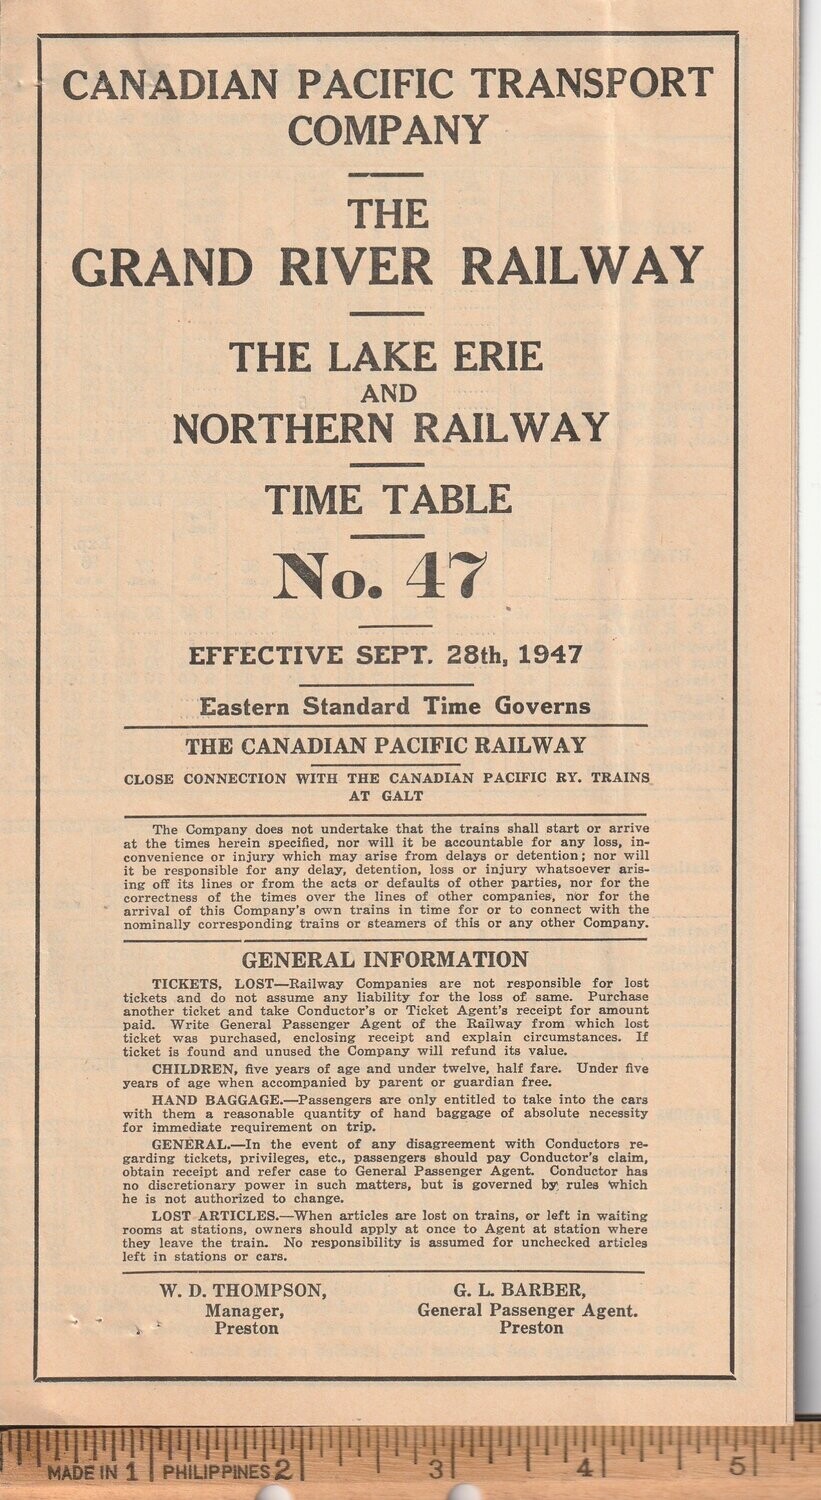 CANADIAN PACIFIC TRANSPORT
COMPANY
THE
GRAND RIVER RAILWAY
THE LAKE ERIE
AND
NORTHERN RAILWAY
TIME TABLE
No. 47
EFFECTIVE SEPT. 28th, 1947
Eastern Standard Time Governs
THE CANADIAN PACIFIC RAILWAY
CLOSE CONNECTION WITH THE CANADIAN PACIFIC RY. TRAINS
AT GALT
The Company does not undertake that the trains shall start or arrive
at the times herein specified, nor will it be accountable for any loss, in-
convenience or injury which may arise from delays or detention; nor will
it be responsible for any delay, detention, loss or injury whatsoever aris-
ing off its lines or from the acts or defaults of other parties, nor for the
correctness of the times over the lines of other companies, nor for the
arrival of this Company's own trains in time for or to connect with the
nominally corresponding trains or steamers of this or any other Company.
GENERAL INFORMATION
TICKETS, LOST—Railway Companies are not responsible for lost
tickets and do not assume any liability for the loss of same. Purchase
another ticket and take Conductor's or Ticket Agent's receipt for amount
paid. Write General Passenger Agent of the Railway from which lost
ticket was purchased, enclosing receipt and explain circumstances. If
ticket is found and unused the Company will refund its value.
CHILDREN, five years of age and under twelve, half fare. Under five
years of age when accompanied by parent or guardian free.
HAND BAGGAGE.—Passengers are only entitled to take into the cars
with them a reasonable quantity of hand baggage of absolute necessity
for immediate requirement on trip.
GENERAL.—In the event of any disagreement with Conductors re-
garding tickets, privileges, etc., passengers should pay Conductor's claim,
obtain receipt and refer case to General Passenger Agent. Conductor has
no discretionary power in such matters, but is governed by rules which
he is not authorized to change.
LOST ARTICLES.—When articles are lost on trains, or left in waiting
rooms at stations, owners should apply at once to Agent at station where
they leave the train. No responsibility is assumed for unchecked articles
left in stations or cars.
W. D. THOMPSON,
Manager,
Preston
G. L. BARBER,
General Passenger Agent.
Preston
MADE IN 1 PHILIPPINES 2 3 4 5